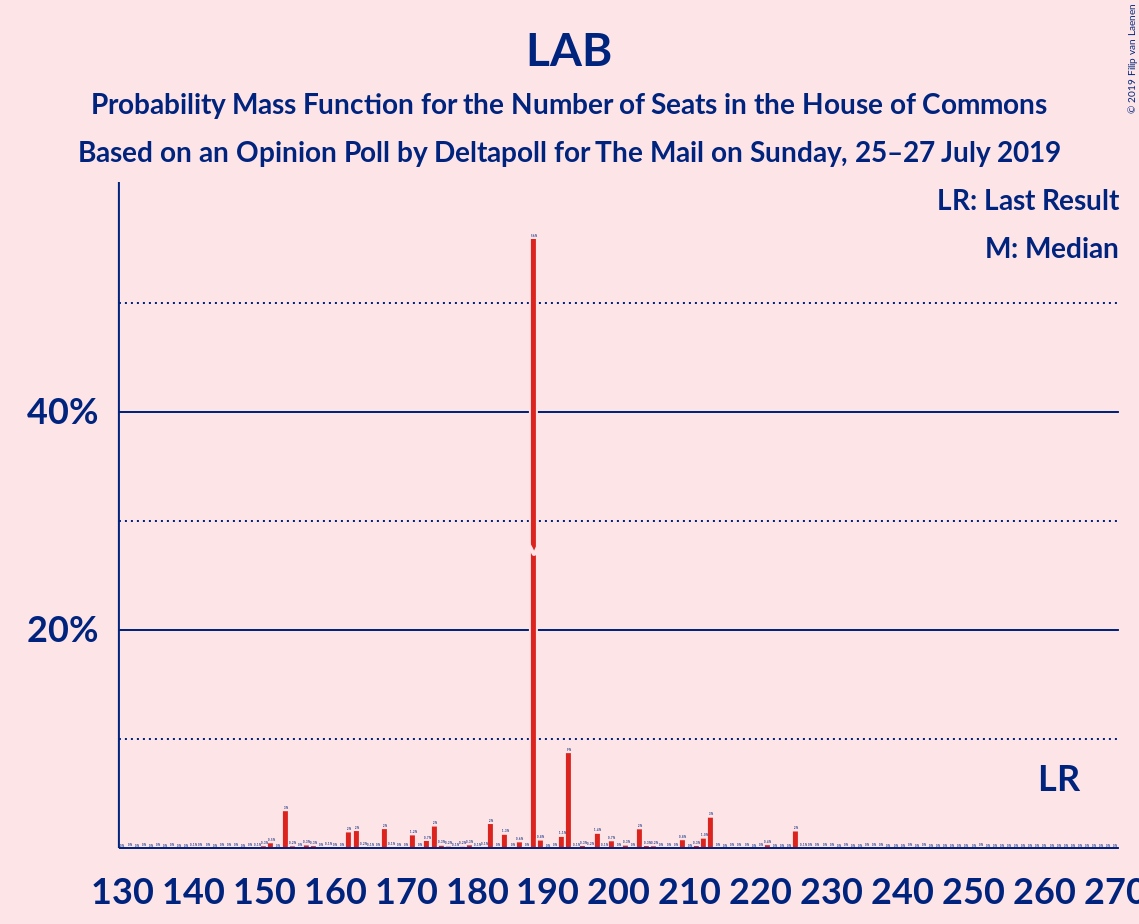 LAB
Probability Mass Function for the Number of Seats in the House of Commons
Based on an Opinion Poll by Deltapoll for The Mail on Sunday, 25–27 July 2019
© 2019 Filip van Laenen
LR: Last Result
M: Median
40%
20%
LR
130 140 150 160 170 180 190 200 210 220 230 240 250 260 270